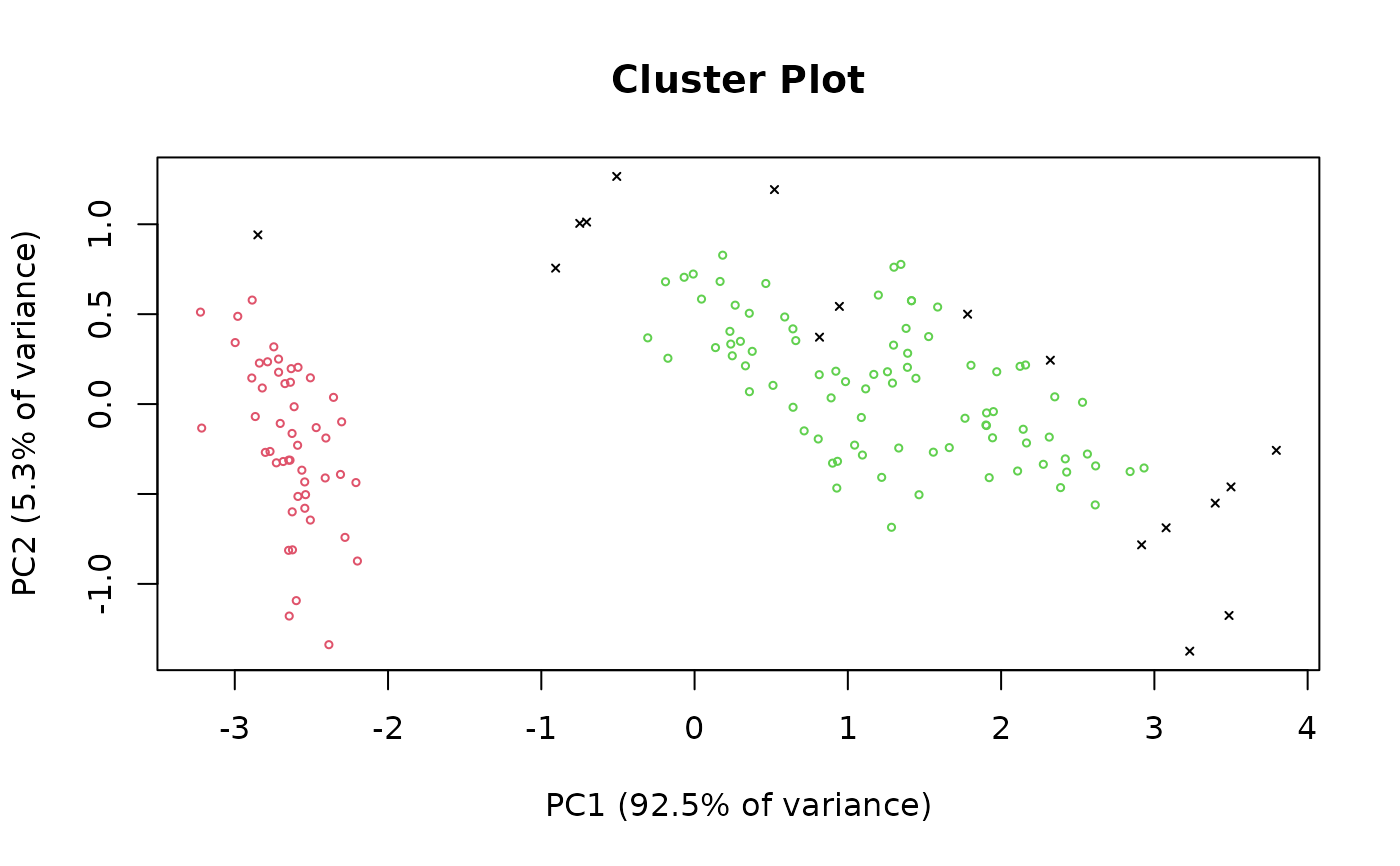 Cluster Plot
PC2 (5.3% of variance)
1.0
0.5
0.0
-1.0
-3 -2 -1 0 1 2 3 4
PC1 (92.5% of variance)